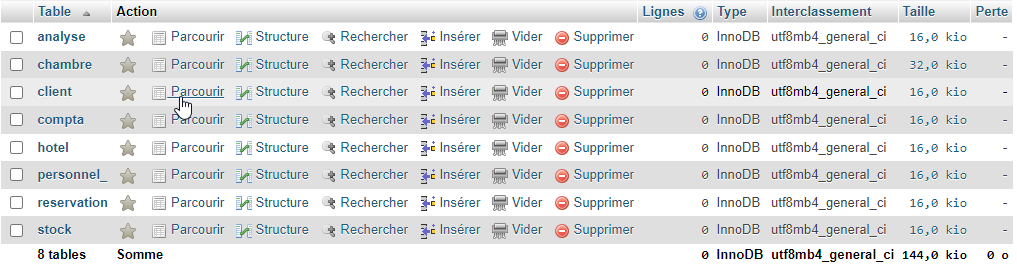 Table Action Lignes Type Interclassement Taille Perte
analyse Parcourir Structure Rechercher Insérer Vider Supprimer 0 InnoDB utf8mb4_general_ci 16,0 kio -
chambre Parcourir Structure Rechercher Insérer Vider Supprimer 0 InnoDB utf8mb4_general_ci 32,0 kio -
client Parcourir Structure Rechercher Insérer Vider Supprimer 0 InnoDB utf8mb4_general_ci 16,0 kio -
compta Parcourir Structure Rechercher Insérer Vider Supprimer 0 InnoDB utf8mb4_general_ci 16,0 kio -
hotel Parcourir Structure Rechercher Insérer Vider Supprimer 0 InnoDB utf8mb4_general_ci 16,0 kio -
personnel_ Parcourir Structure Rechercher Insérer Vider Supprimer 0 InnoDB utf8mb4_general_ci 16,0 kio -
reservation Parcourir Structure Rechercher Insérer Vider Supprimer 0 InnoDB utf8mb4_general_ci 16,0 kio -
stock Parcourir Structure Rechercher Insérer Vider Supprimer 0 InnoDB utf8mb4_general_ci 16,0 kio -
8 tables Somme 0 InnoDB utf8mb4_general_ci 144,0 kio 0 o